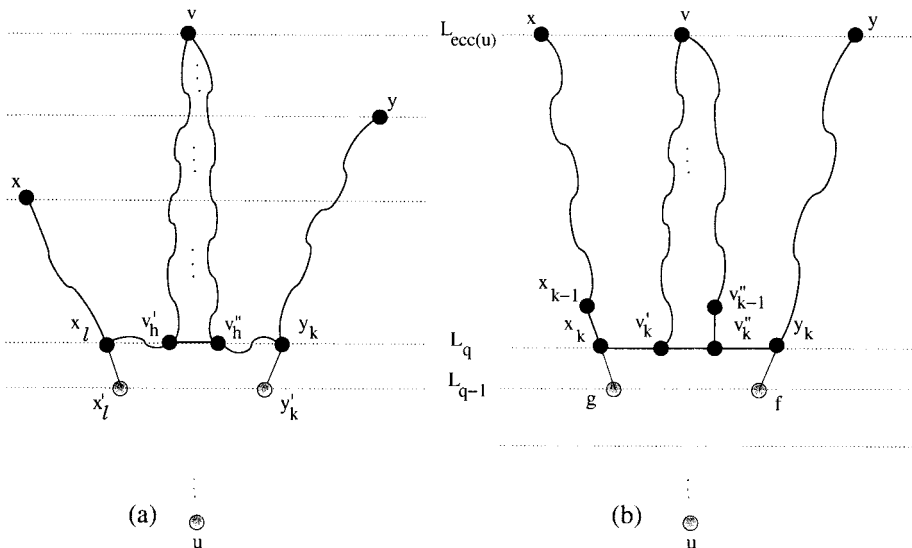 v L_ecc(u) x v y
y
x
x_k-1 v''_k-1
x_l v'_h v''_h y_k L_q x_k v'_k v''_k y_k
x'_l y'_k L_q-1 g f
(a) u (b) u